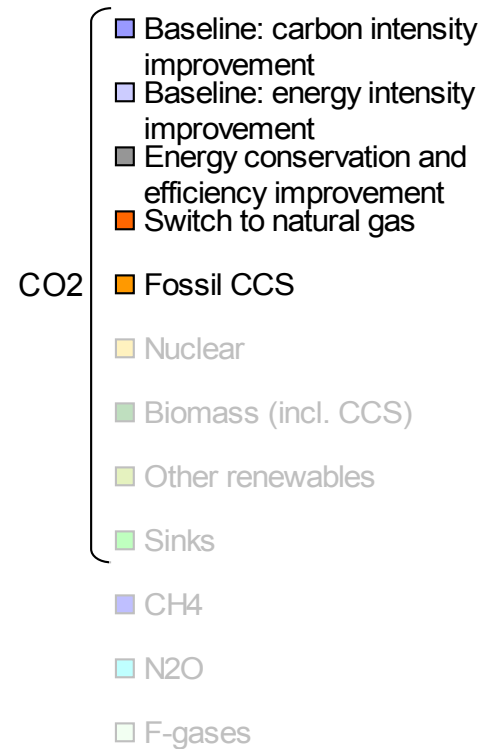 Baseline: carbon intensity
improvement
Baseline: energy intensity
improvement
Energy conservation and
efficiency improvement
Switch to natural gas
CO2
Fossil CCS
Nuclear
Biomass (incl. CCS)
Other renewables
Sinks
CH4
N2O
F-gases